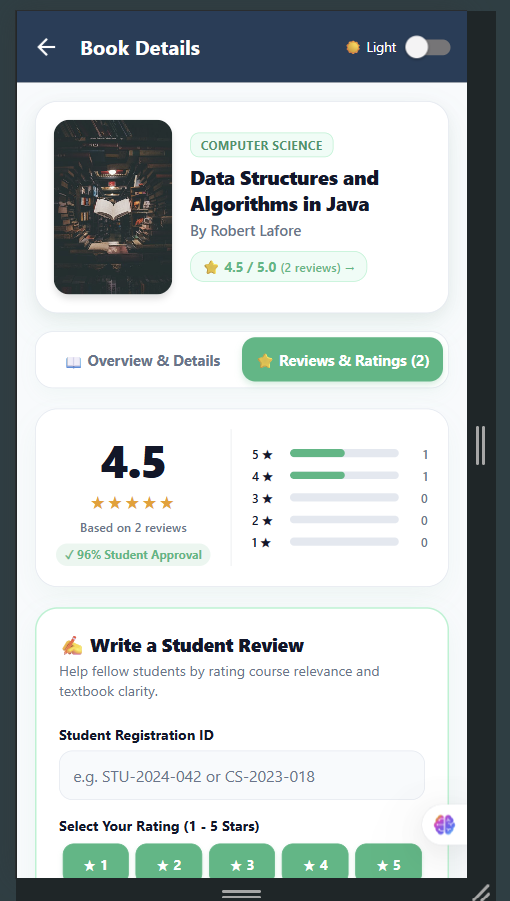 Book Details
Light
COMPUTER SCIENCE
Data Structures and
Algorithms in Java
By Robert Lafore
⭐ 4.5 / 5.0 (2 reviews) →
📖 Overview & Details
⭐ Reviews & Ratings (2)
4.5
★★★★★
Based on 2 reviews
✓ 96% Student Approval
5 ★ 1
4 ★ 1
3 ★ 0
2 ★ 0
1 ★ 0
✍️ Write a Student Review
Help fellow students by rating course relevance and
textbook clarity.
Student Registration ID
e.g. STU-2024-042 or CS-2023-018
Select Your Rating (1 - 5 Stars)
★ 1 ★ 2 ★ 3 ★ 4 ★ 5